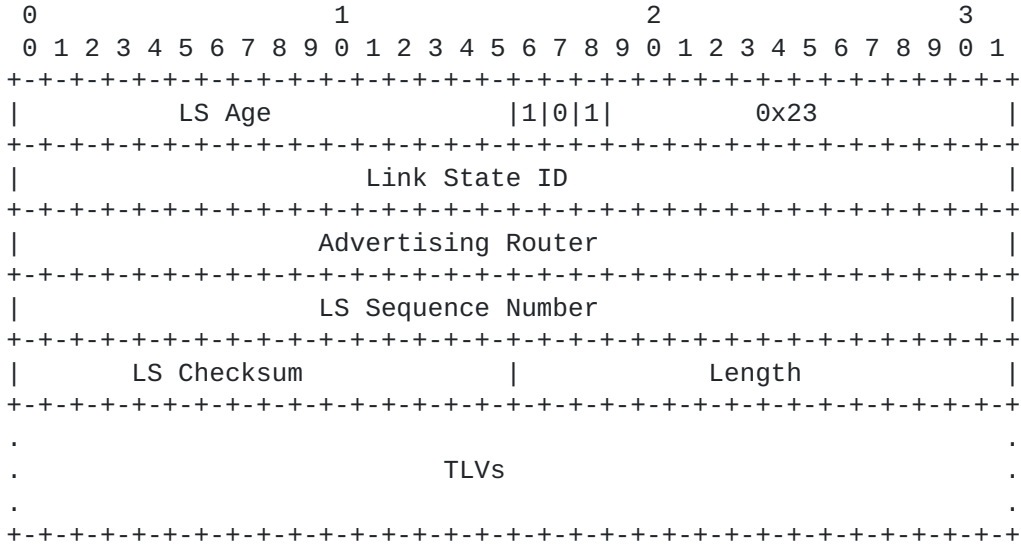 0                   1                   2                   3
 0 1 2 3 4 5 6 7 8 9 0 1 2 3 4 5 6 7 8 9 0 1 2 3 4 5 6 7 8 9 0 1
+-+-+-+-+-+-+-+-+-+-+-+-+-+-+-+-+-+-+-+-+-+-+-+-+-+-+-+-+-+-+-+-+
|          LS Age               |1|0|1|         0x23            |
+-+-+-+-+-+-+-+-+-+-+-+-+-+-+-+-+-+-+-+-+-+-+-+-+-+-+-+-+-+-+-+-+
|                      Link State ID                            |
+-+-+-+-+-+-+-+-+-+-+-+-+-+-+-+-+-+-+-+-+-+-+-+-+-+-+-+-+-+-+-+-+
|                   Advertising Router                          |
+-+-+-+-+-+-+-+-+-+-+-+-+-+-+-+-+-+-+-+-+-+-+-+-+-+-+-+-+-+-+-+-+
|                   LS Sequence Number                          |
+-+-+-+-+-+-+-+-+-+-+-+-+-+-+-+-+-+-+-+-+-+-+-+-+-+-+-+-+-+-+-+-+
|       LS Checksum             |            Length             |
+-+-+-+-+-+-+-+-+-+-+-+-+-+-+-+-+-+-+-+-+-+-+-+-+-+-+-+-+-+-+-+-+
.                                                               .
.                           TLVs                                .
.                                                               .
+-+-+-+-+-+-+-+-+-+-+-+-+-+-+-+-+-+-+-+-+-+-+-+-+-+-+-+-+-+-+-+-+